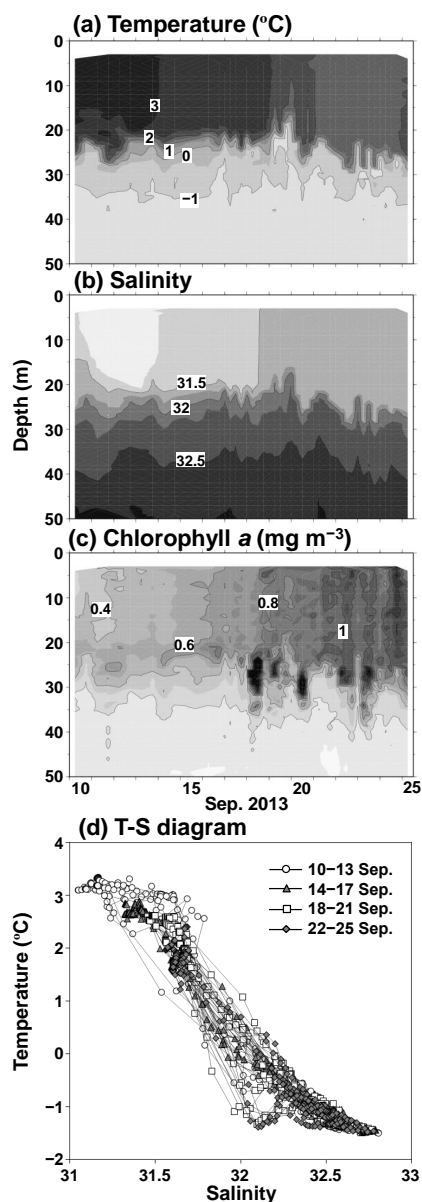 (a) Temperature (ºC)
0
10
20
30
40
50
3
2
1
0
−1
(b) Salinity
0
10
20
30
40
50
Depth (m)
31.5
32
32.5
(c) Chlorophyll a (mg m−3)
0
10
20
30
40
50
0.4
0.6
0.8
1
10 15 20 25
Sep. 2013
(d) T-S diagram
4
3
2
1
0
−1
−2
Temperature (ºC)
10−13 Sep.
14−17 Sep.
18−21 Sep.
22−25 Sep.
31 31.5 32 32.5 33
Salinity